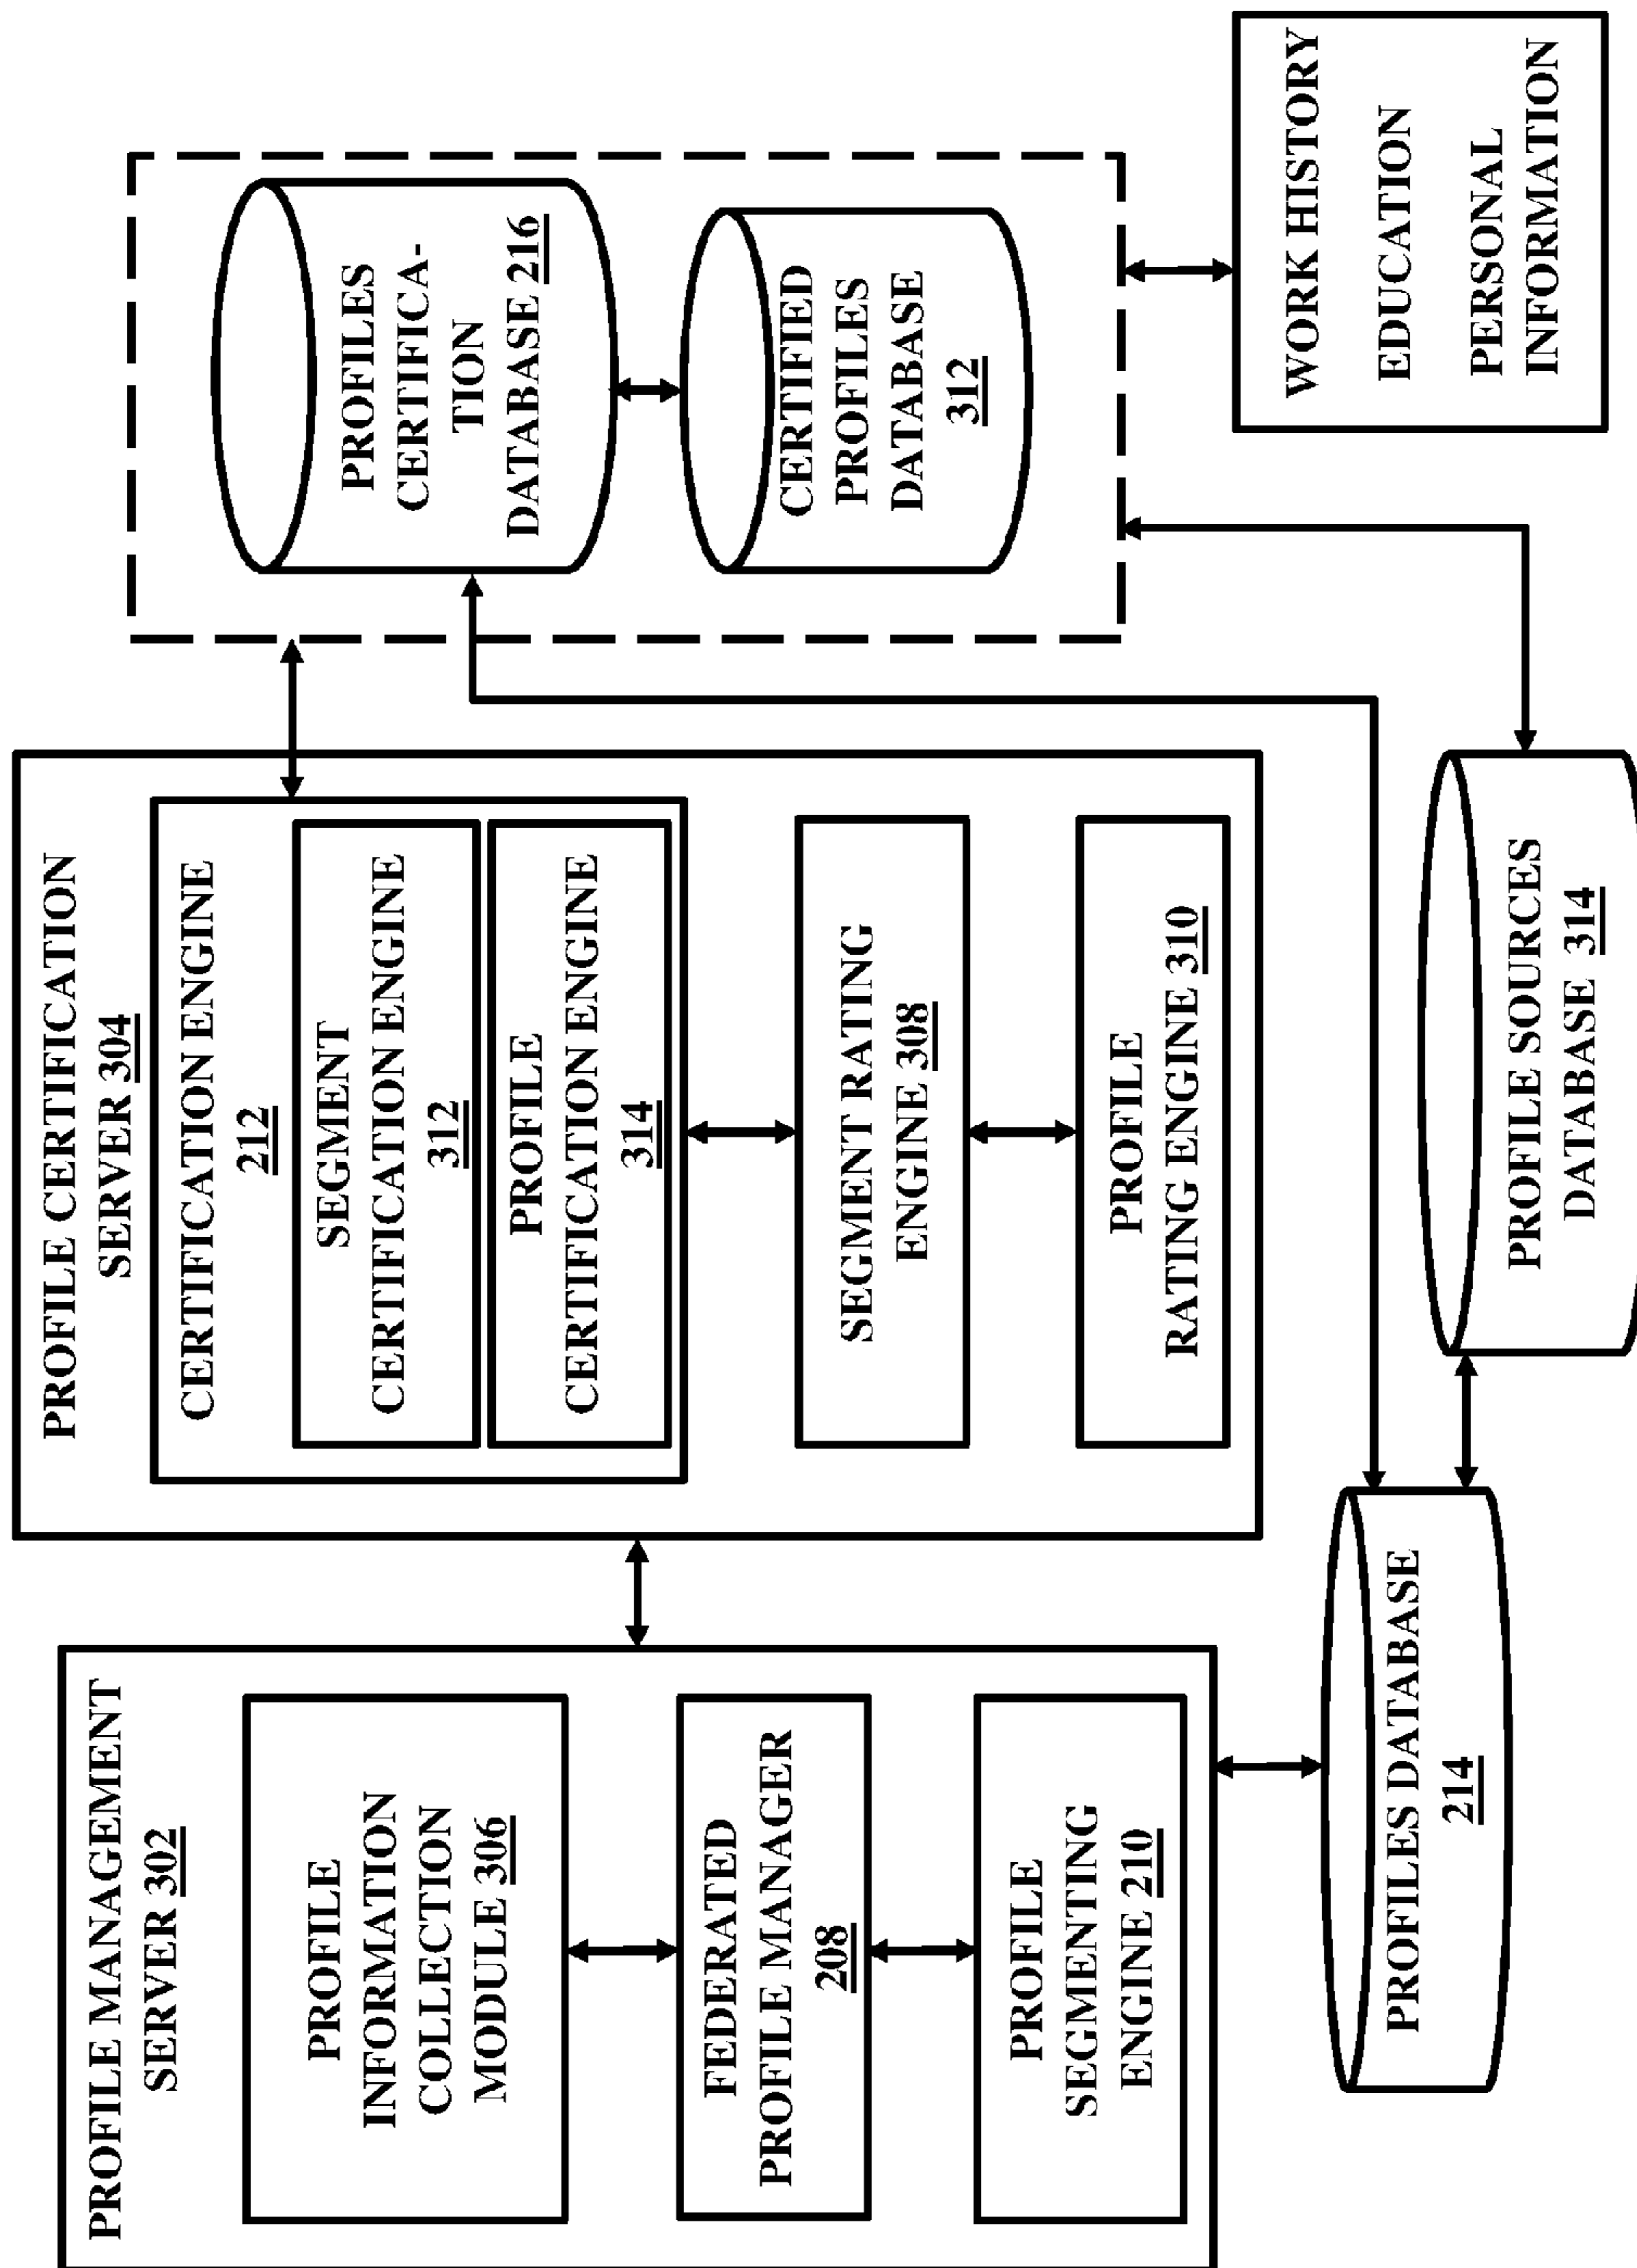 PROFILE MANAGEMENT
SERVER 302
PROFILE
INFORMATION
COLLECTION
MODULE 306
FEDERATED
PROFILE MANAGER
208
PROFILE
SEGMENTING
ENGINE 210
PROFILES DATABASE
214
PROFILE CERTIFICATION
SERVER 304
CERTIFICATION ENGINE
212
SEGMENT
CERTIFICATION ENGINE
312
PROFILE
CERTIFICATION ENGINE
314
SEGMENT RATING
ENGINE 308
PROFILE
RATING ENGINE 310
PROFILE SOURCES
DATABASE 314
PROFILES
CERTIFICA-
TION
DATABASE 216
CERTIFIED
PROFILES
DATABASE
312
WORK HISTORY
EDUCATION
PERSONAL
INFORMATION